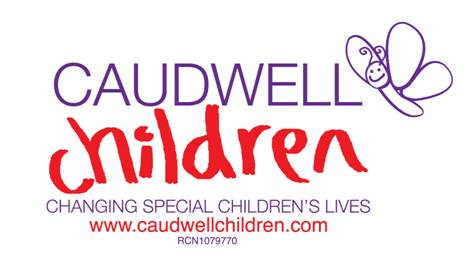 CAUDWELL
children
CHANGING SPECIAL CHILDREN'S LIVES
www.caudwellchildren.com
RCN1079770